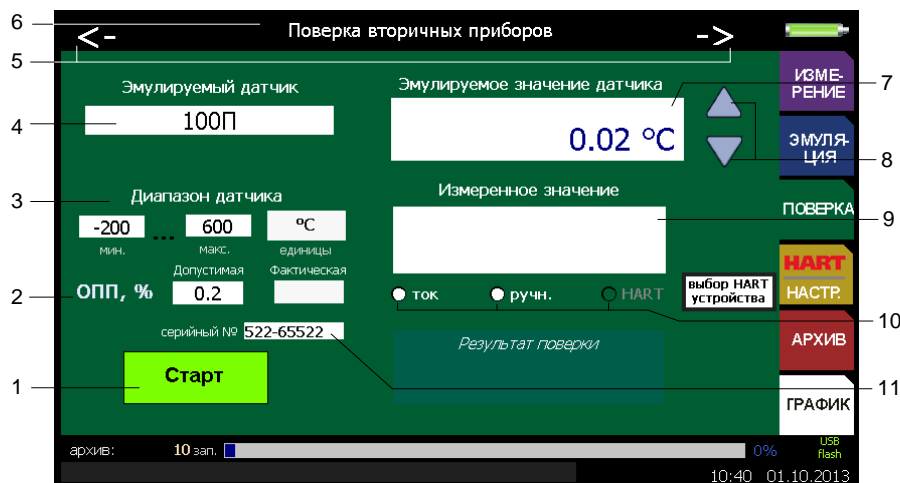 6
<-
Поверка вторичных приборов
->
5
Эмулируемый датчик
4
100П
Эмулируемое значение датчика
7
0.02 ºC
8
3
Диапазон датчика
-200
...
600
ºC
мин.
макс.
единицы
Допустимая
Фактическая
2
ОПП, %
0.2
Измеренное значение
9
ток
ручн.
HART
выбор HART
устройства
10
серийный №
522-65522
11
Результат поверки
1
Старт
ИЗМЕ-
РЕНИЕ
ЭМУЛЯ-
ЦИЯ
ПОВЕРКА
HART
НАСТР.
АРХИВ
ГРАФИК
архив:
10 зап.
0%
USB
flash
10:40 01.10.2013